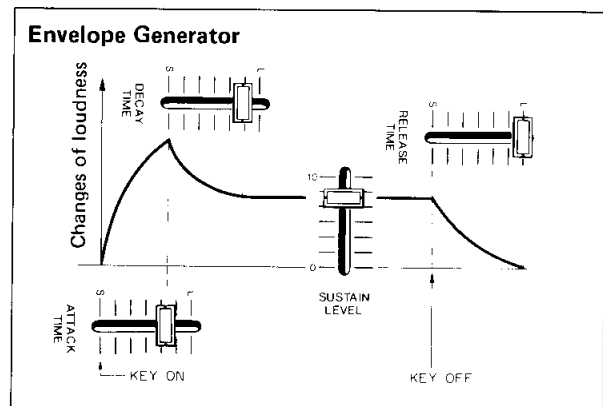 Envelope Generator
Changes of loudness
DECAY
TIME
S
L
RELEASE
TIME
S
L
10
0
SUSTAIN
LEVEL
ATTACK
TIME
S
L
KEY ON
KEY OFF